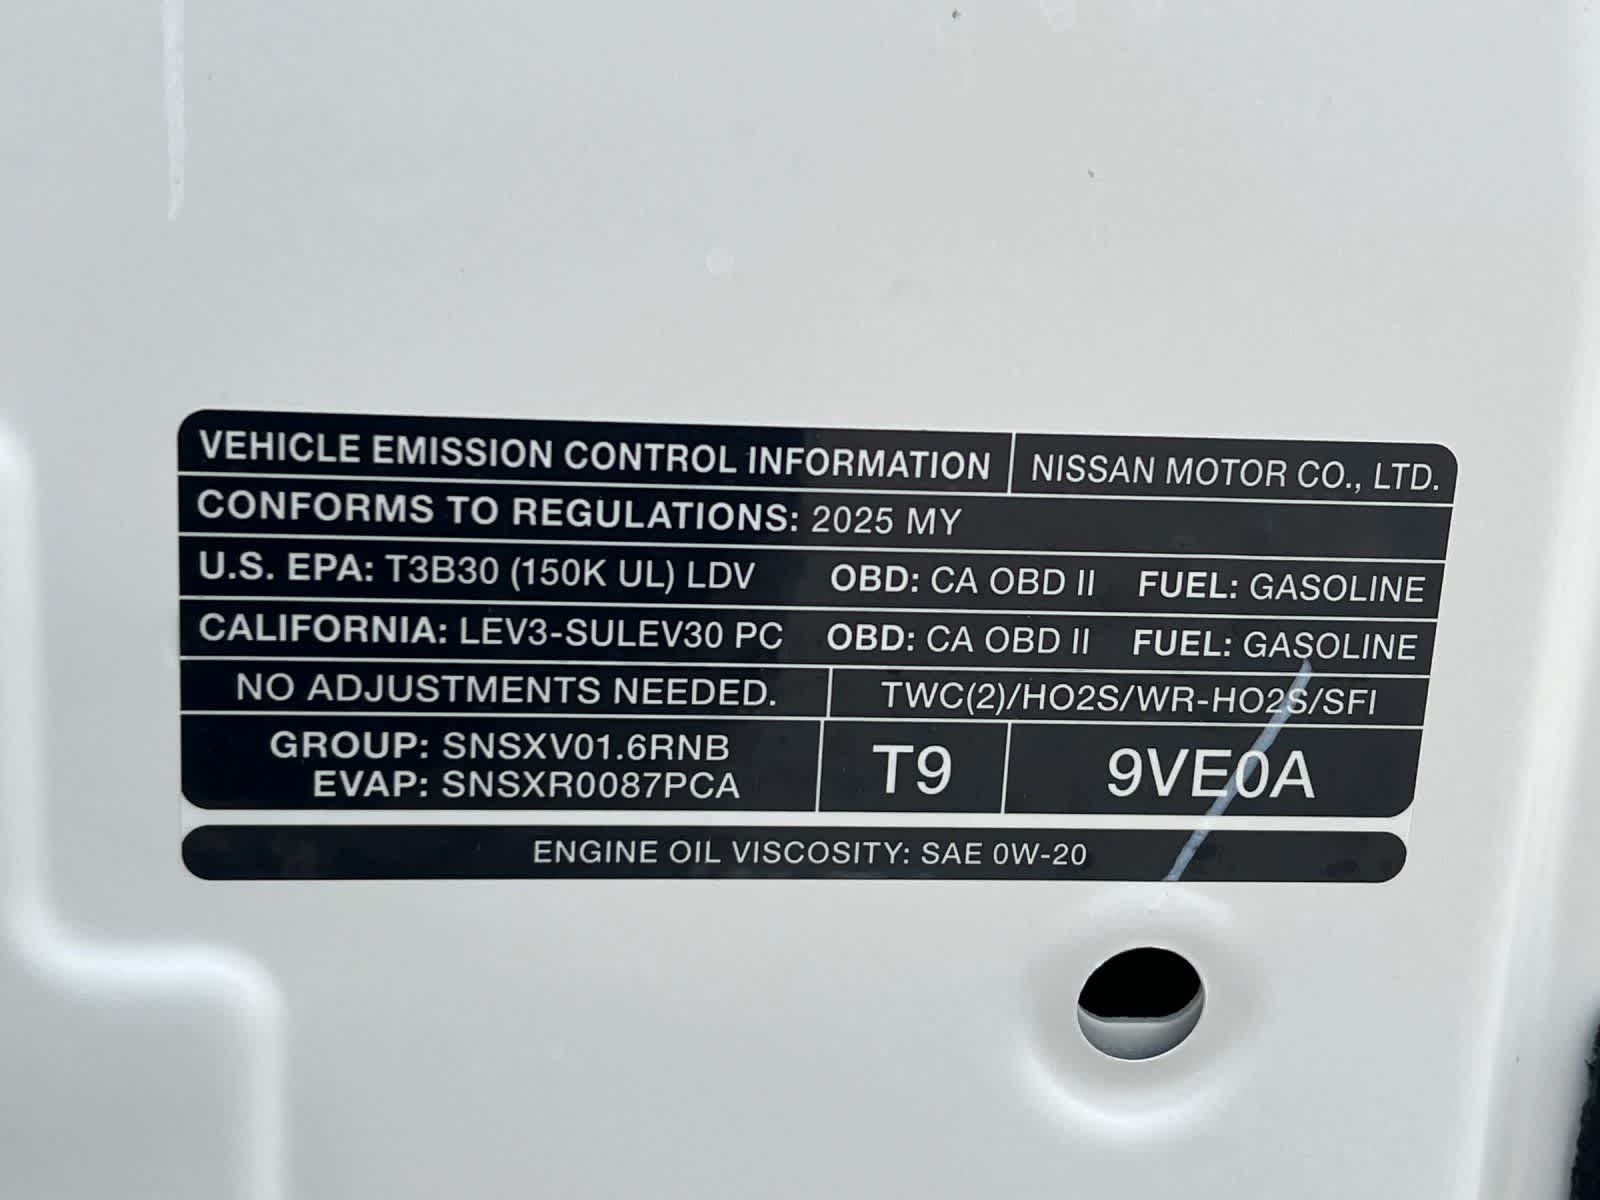 VEHICLE EMISSION CONTROL INFORMATION NISSAN MOTOR CO., LTD.
CONFORMS TO REGULATIONS: 2025 MY
U.S. EPA: T3B30 (150K UL) LDV OBD: CA OBD II FUEL: GASOLINE
CALIFORNIA: LEV3-SULEV30 PC OBD: CA OBD II FUEL: GASOLINE
NO ADJUSTMENTS NEEDED. TWC(2)/HO2S/WR-HO2S/SFI
GROUP: SNSXV01.6RNB
EVAP: SNSXR0087PCA
T9
9VE0A
ENGINE OIL VISCOSITY: SAE 0W-20